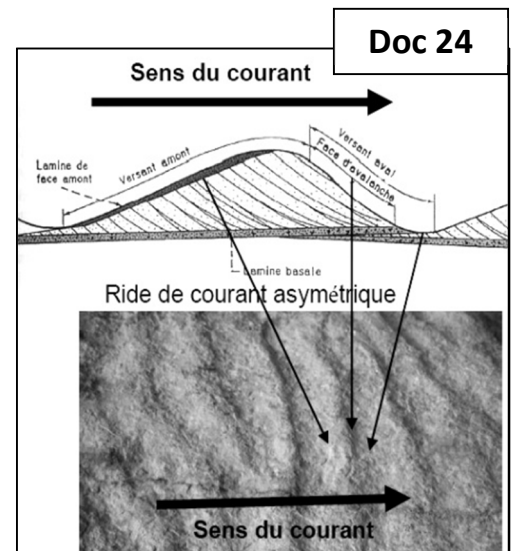 Doc 24
Sens du courant
Versant amont
Versant aval
Face d'avalanche
Lamine de
face amont
Lamine basale
Ride de courant asymétrique
Sens du courant